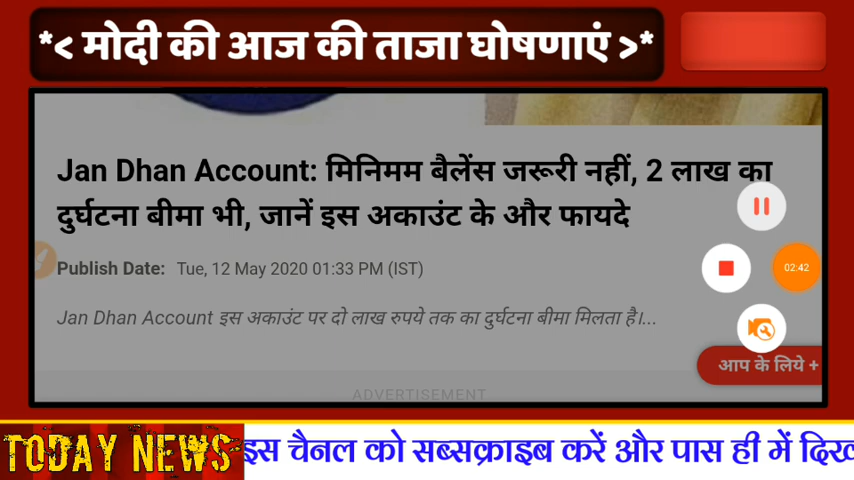 *< मोदी की आज की ताजा घोषणाएं >*
Jan Dhan Account: मिनिमम बैलेंस जरूरी नहीं, 2 लाख का
दुर्घटना बीमा भी, जानें इस अकाउंट के और फायदे
Publish Date: Tue, 12 May 2020 01:33 PM (IST)
02:42
Jan Dhan Account इस अकाउंट पर दो लाख रुपये तक का दुर्घटना बीमा मिलता है।...
आप के लिये +
ADVERTISEMENT
TODAY NEWS इस चैनल को सब्सक्राइब करें और पास ही में